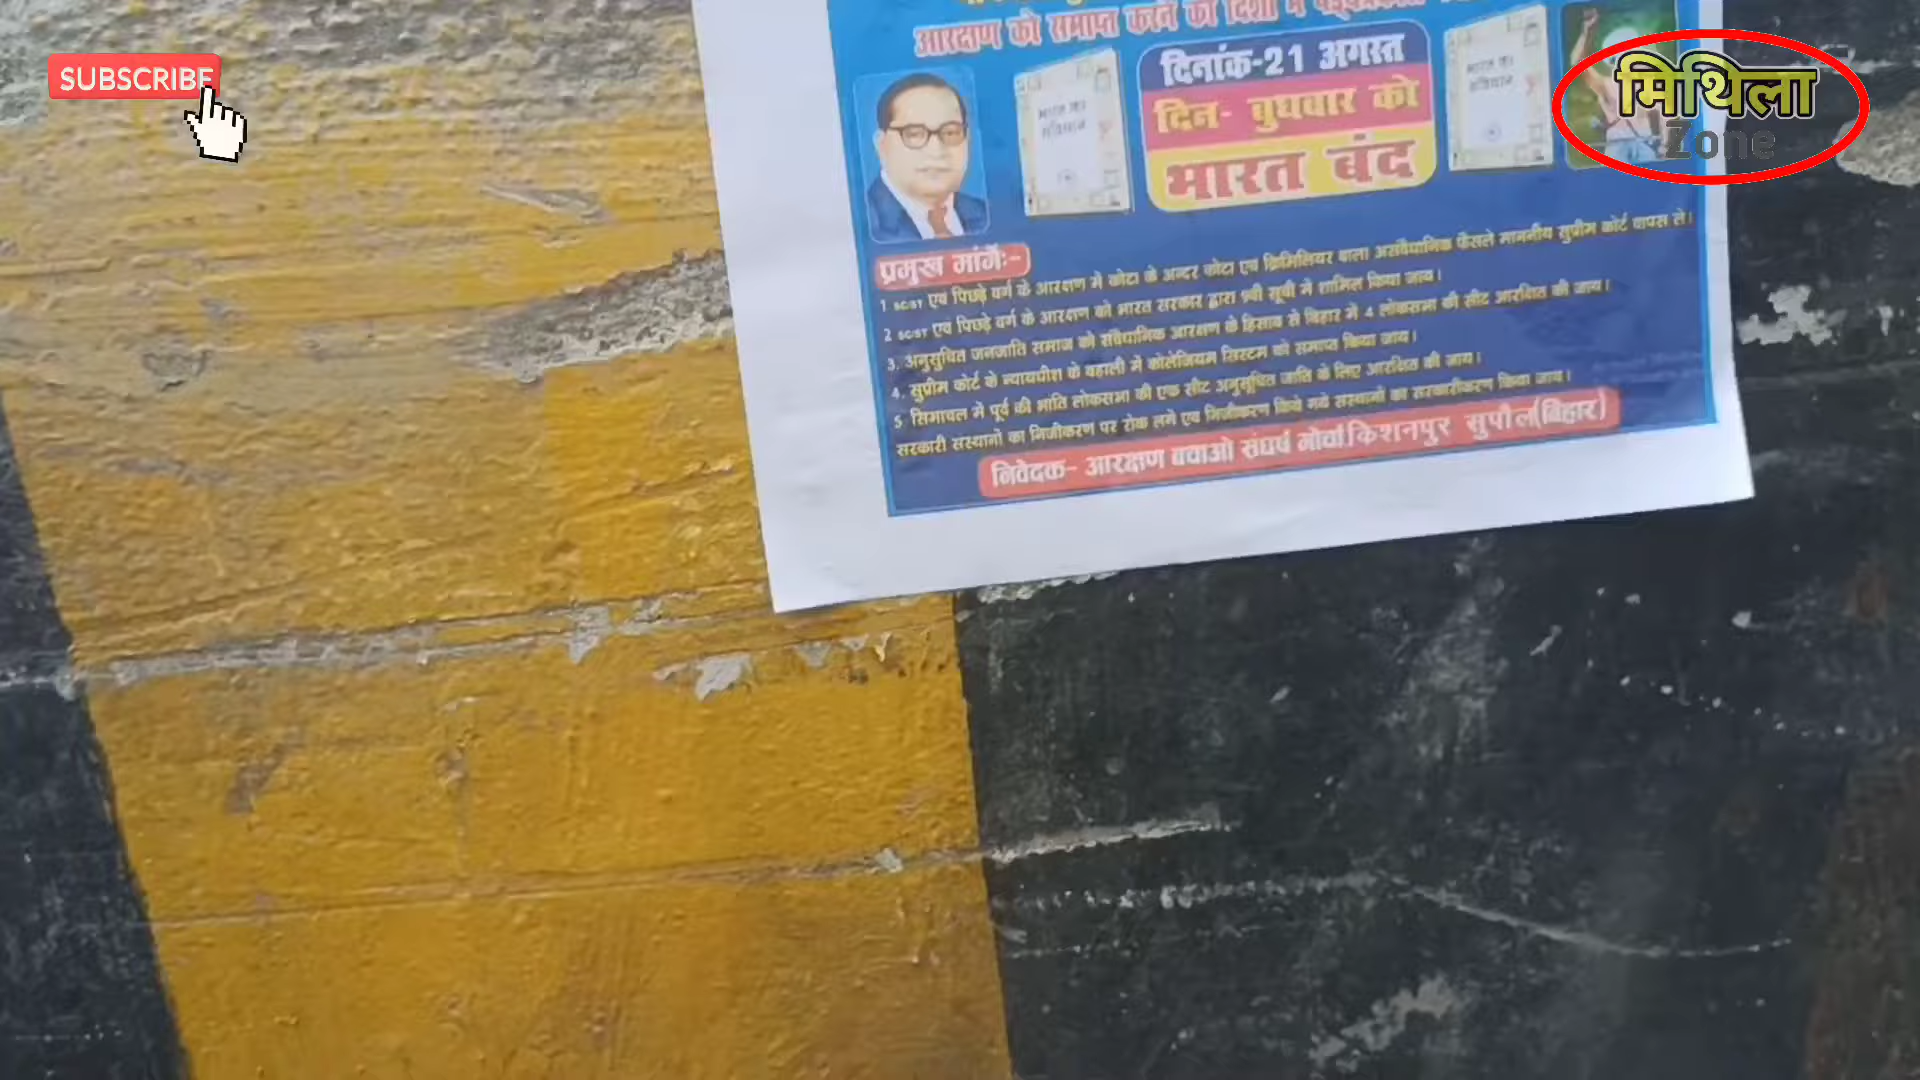 आरक्षण को समाप्त करने की दिशा में
SUBSCRIBE
दिनांक-21 अगस्त
दिन- बुधवार को
भारत बंद
भारत का
संविधान
भारत का
संविधान
मिथिला
Zone
प्रमुख मांगें:-
1 SC/ST एवं पिछड़े वर्ग के आरक्षण में कोटा के अन्दर कोटा एवं क्रिमिलियर वाला असंवैधानिक फैसले माननीय सुप्रीम कोर्ट वापस ले।
2 SC/ST एवं पिछड़े वर्ग के आरक्षण को भारत सरकार द्वारा 9वी सूची में शामिल किया जाय।
3. अनुसुचित जनजाति समाज को संवैधानिक आरक्षण के हिसाब से बिहार में 4 लोकसभा की सीट आरक्षित की जाय।
4. सुप्रीम कोर्ट के न्यायधीश के बहाली में कोलेजियम सिस्टम को समाप्त किया जाय।
5 सिमांचल में पूर्व की भांति लोकसभा की एक सीट अनुसूचित जाति के लिए आरक्षित की जाय।
सरकारी संस्थानों का निजीकरण पर रोक लगे एवं निजीकरण किये गये संस्थानों का सरकारीकरण किया जाय।
निवेदक- आरक्षण बचाओ संघर्ष मोर्चा किशनपुर सुपौल(बिहार)